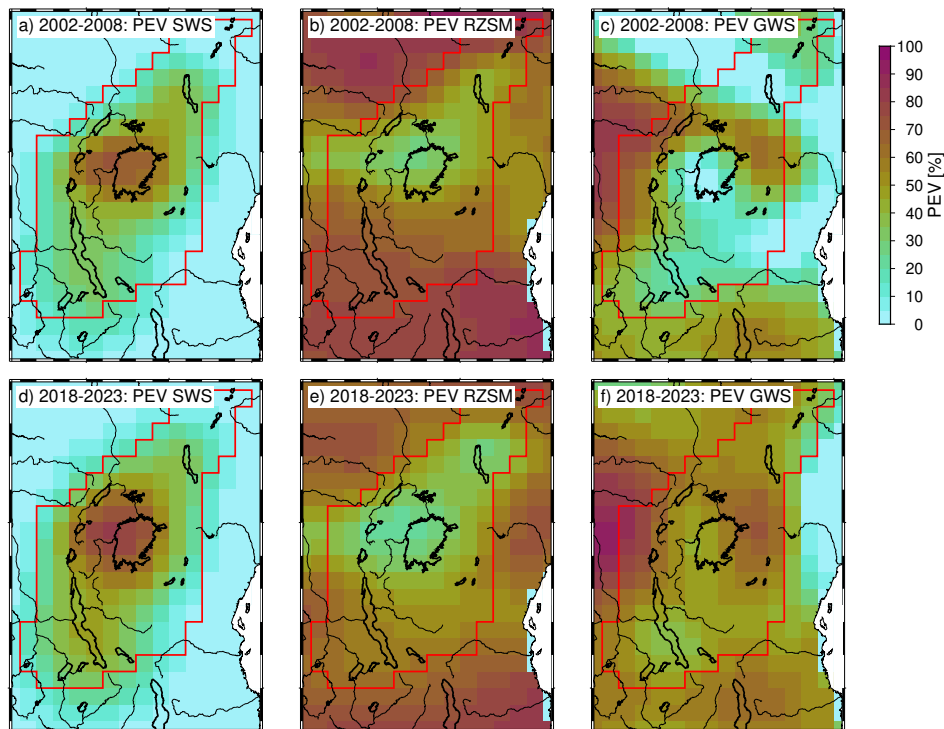 a) 2002-2008: PEV SWS
b) 2002-2008: PEV RZSM
c) 2002-2008: PEV GWS
100
90
80
70
60
50
40
30
20
10
0
PEV [%]
d) 2018-2023: PEV SWS
e) 2018-2023: PEV RZSM
f) 2018-2023: PEV GWS